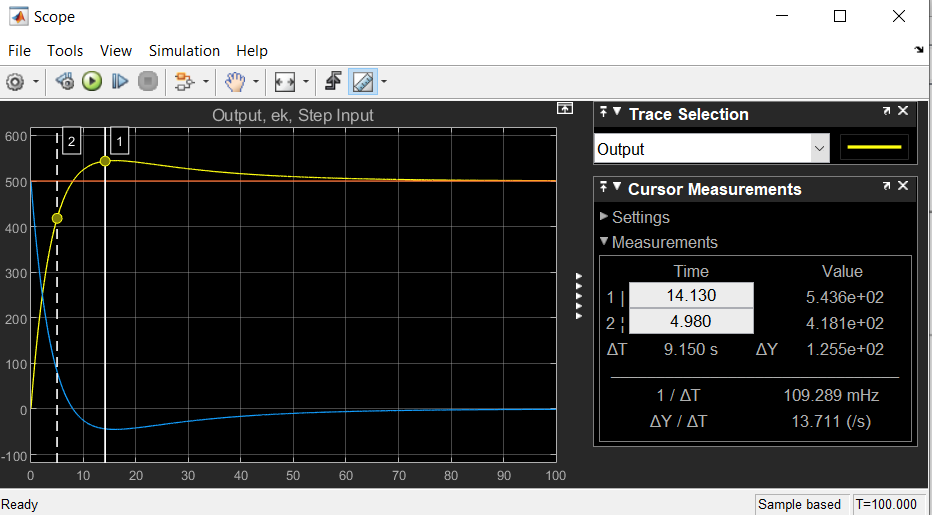 Scope
File Tools View Simulation Help
Output, ek, Step Input
600
500
400
300
200
100
0
-100
0 10 20 30 40 50 60 70 80 90 100
2 1
Trace Selection
Output
Cursor Measurements
Settings
Measurements
Time Value
1 | 14.130 5.436e+02
2 ¦ 4.980 4.181e+02
ΔT 9.150 s ΔY 1.255e+02
1 / ΔT 109.289 mHz
ΔY / ΔT 13.711 (/s)
Ready Sample based T=100.000